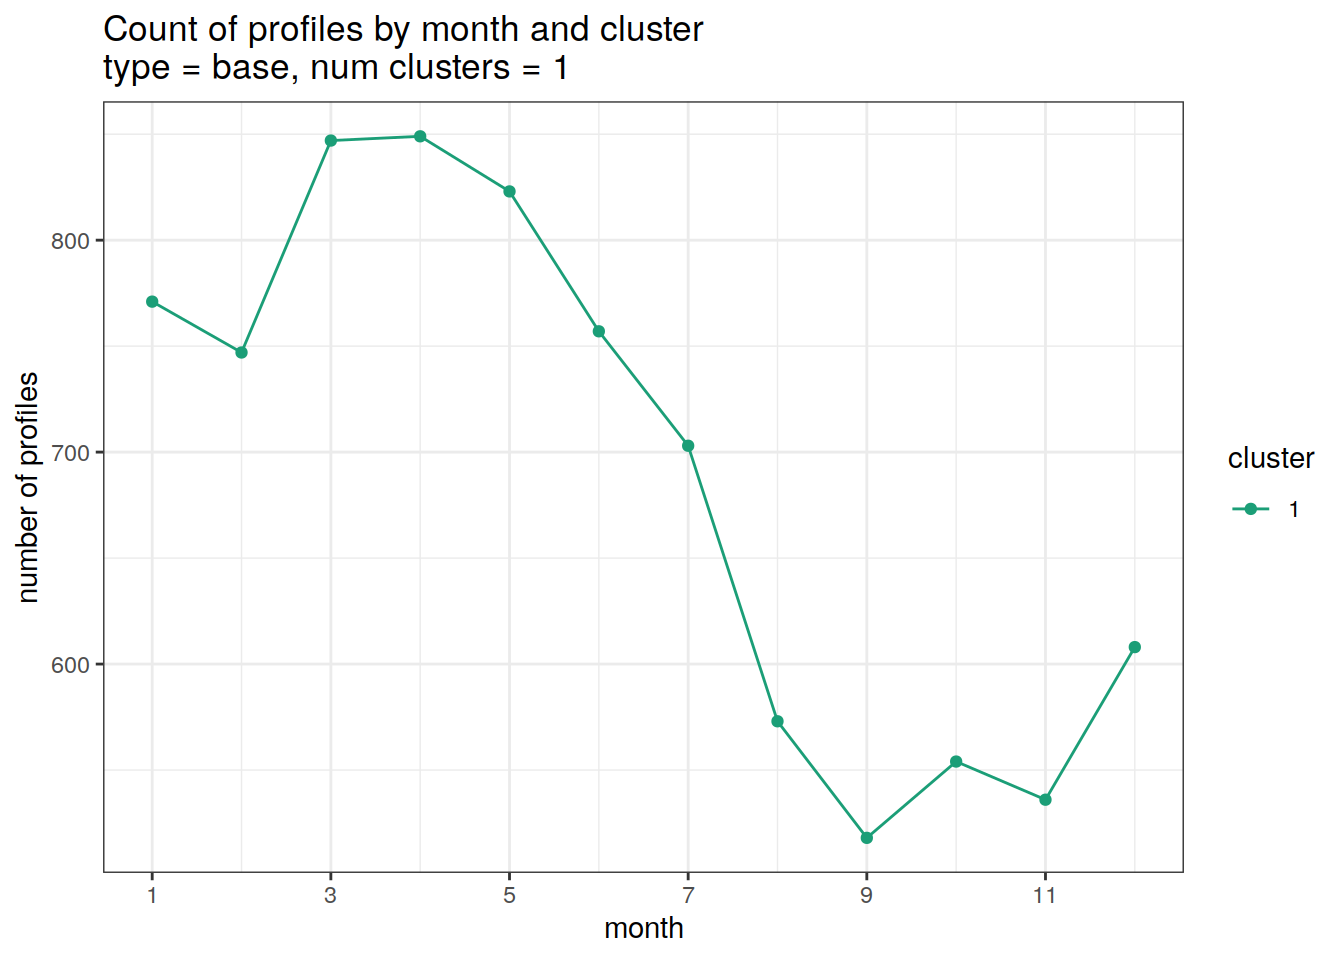 Count of profiles by month and cluster
type = base, num clusters = 1
number of profiles
800
700
600
1 3 5 7 9 11
month
cluster
1